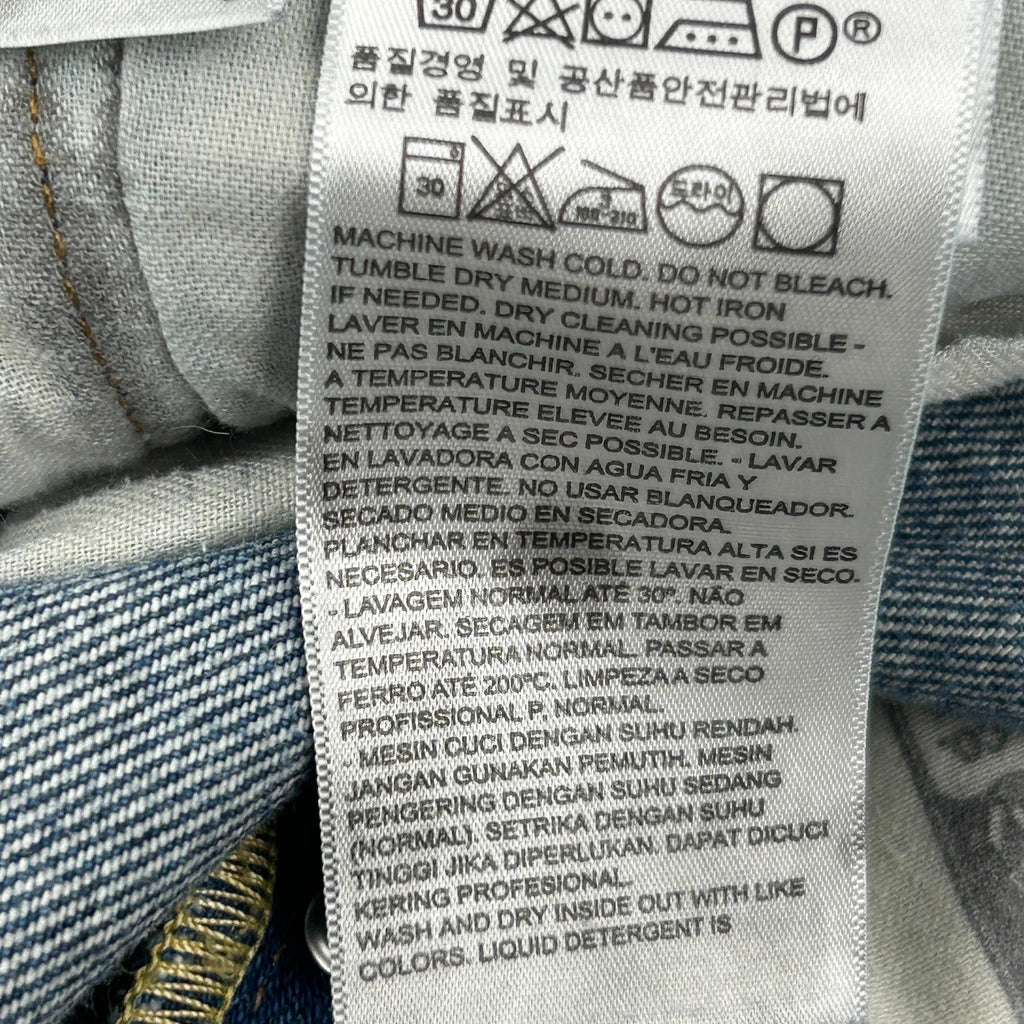 30 P ®
품질경영 및 공산품안전관리법에
의한 품질표시
30 도라이
MACHINE WASH COLD. DO NOT BLEACH.
TUMBLE DRY MEDIUM. HOT IRON
IF NEEDED. DRY CLEANING POSSIBLE -
LAVER EN MACHINE A L'EAU FROIDE.
NE PAS BLANCHIR. SECHER EN MACHINE
A TEMPERATURE MOYENNE. REPASSER A
TEMPERATURE ELEVEE AU BESOIN.
NETTOYAGE A SEC POSSIBLE. - LAVAR
EN LAVADORA CON AGUA FRIA Y
DETERGENTE. NO USAR BLANQUEADOR.
SECADO MEDIO EN SECADORA.
PLANCHAR EN TEMPERATURA ALTA SI ES
NECESARIO. ES POSIBLE LAVAR EN SECO.
- LAVAGEM NORMAL ATÉ 30°. NÃO
ALVEJAR. SECAGEM EM TAMBOR EM
TEMPERATURA NORMAL. PASSAR A
FERRO ATÉ 200°C. LIMPEZA A SECO
PROFISSIONAL P. NORMAL.
. MESIN CUCI DENGAN SUHU RENDAH.
JANGAN GUNAKAN PEMUTIH. MESIN
PENGERING DENGAN SUHU SEDANG
(NORMAL). SETRIKA DENGAN SUHU
TINGGI JIKA DIPERLUKAN. DAPAT DICUCI
KERING PROFESIONAL.
WASH AND DRY INSIDE OUT WITH LIKE
COLORS. LIQUID DETERGENT IS